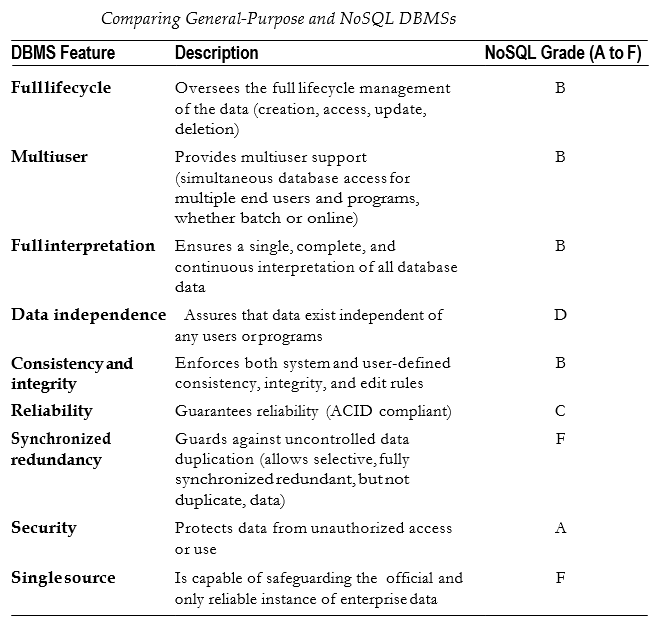 Comparing General-Purpose and NoSQL DBMSs
DBMS Feature Description NoSQL Grade (A to F)
Full lifecycle Oversees the full lifecycle management B
of the data (creation, access, update,
deletion)
Multiuser Provides multiuser support B
(simultaneous database access for
multiple end users and programs,
whether batch or online)
Full interpretation Ensures a single, complete, and B
continuous interpretation of all database
data
Data independence Assures that data exist independent of D
any users or programs
Consistency and Enforces both system and user-defined B
integrity consistency, integrity, and edit rules
Reliability Guarantees reliability (ACID compliant) C
Synchronized Guards against uncontrolled data F
redundancy duplication (allows selective, fully
synchronized redundant, but not
duplicate, data)
Security Protects data from unauthorized access A
or use
Single source Is capable of safeguarding the official and F
only reliable instance of enterprise data